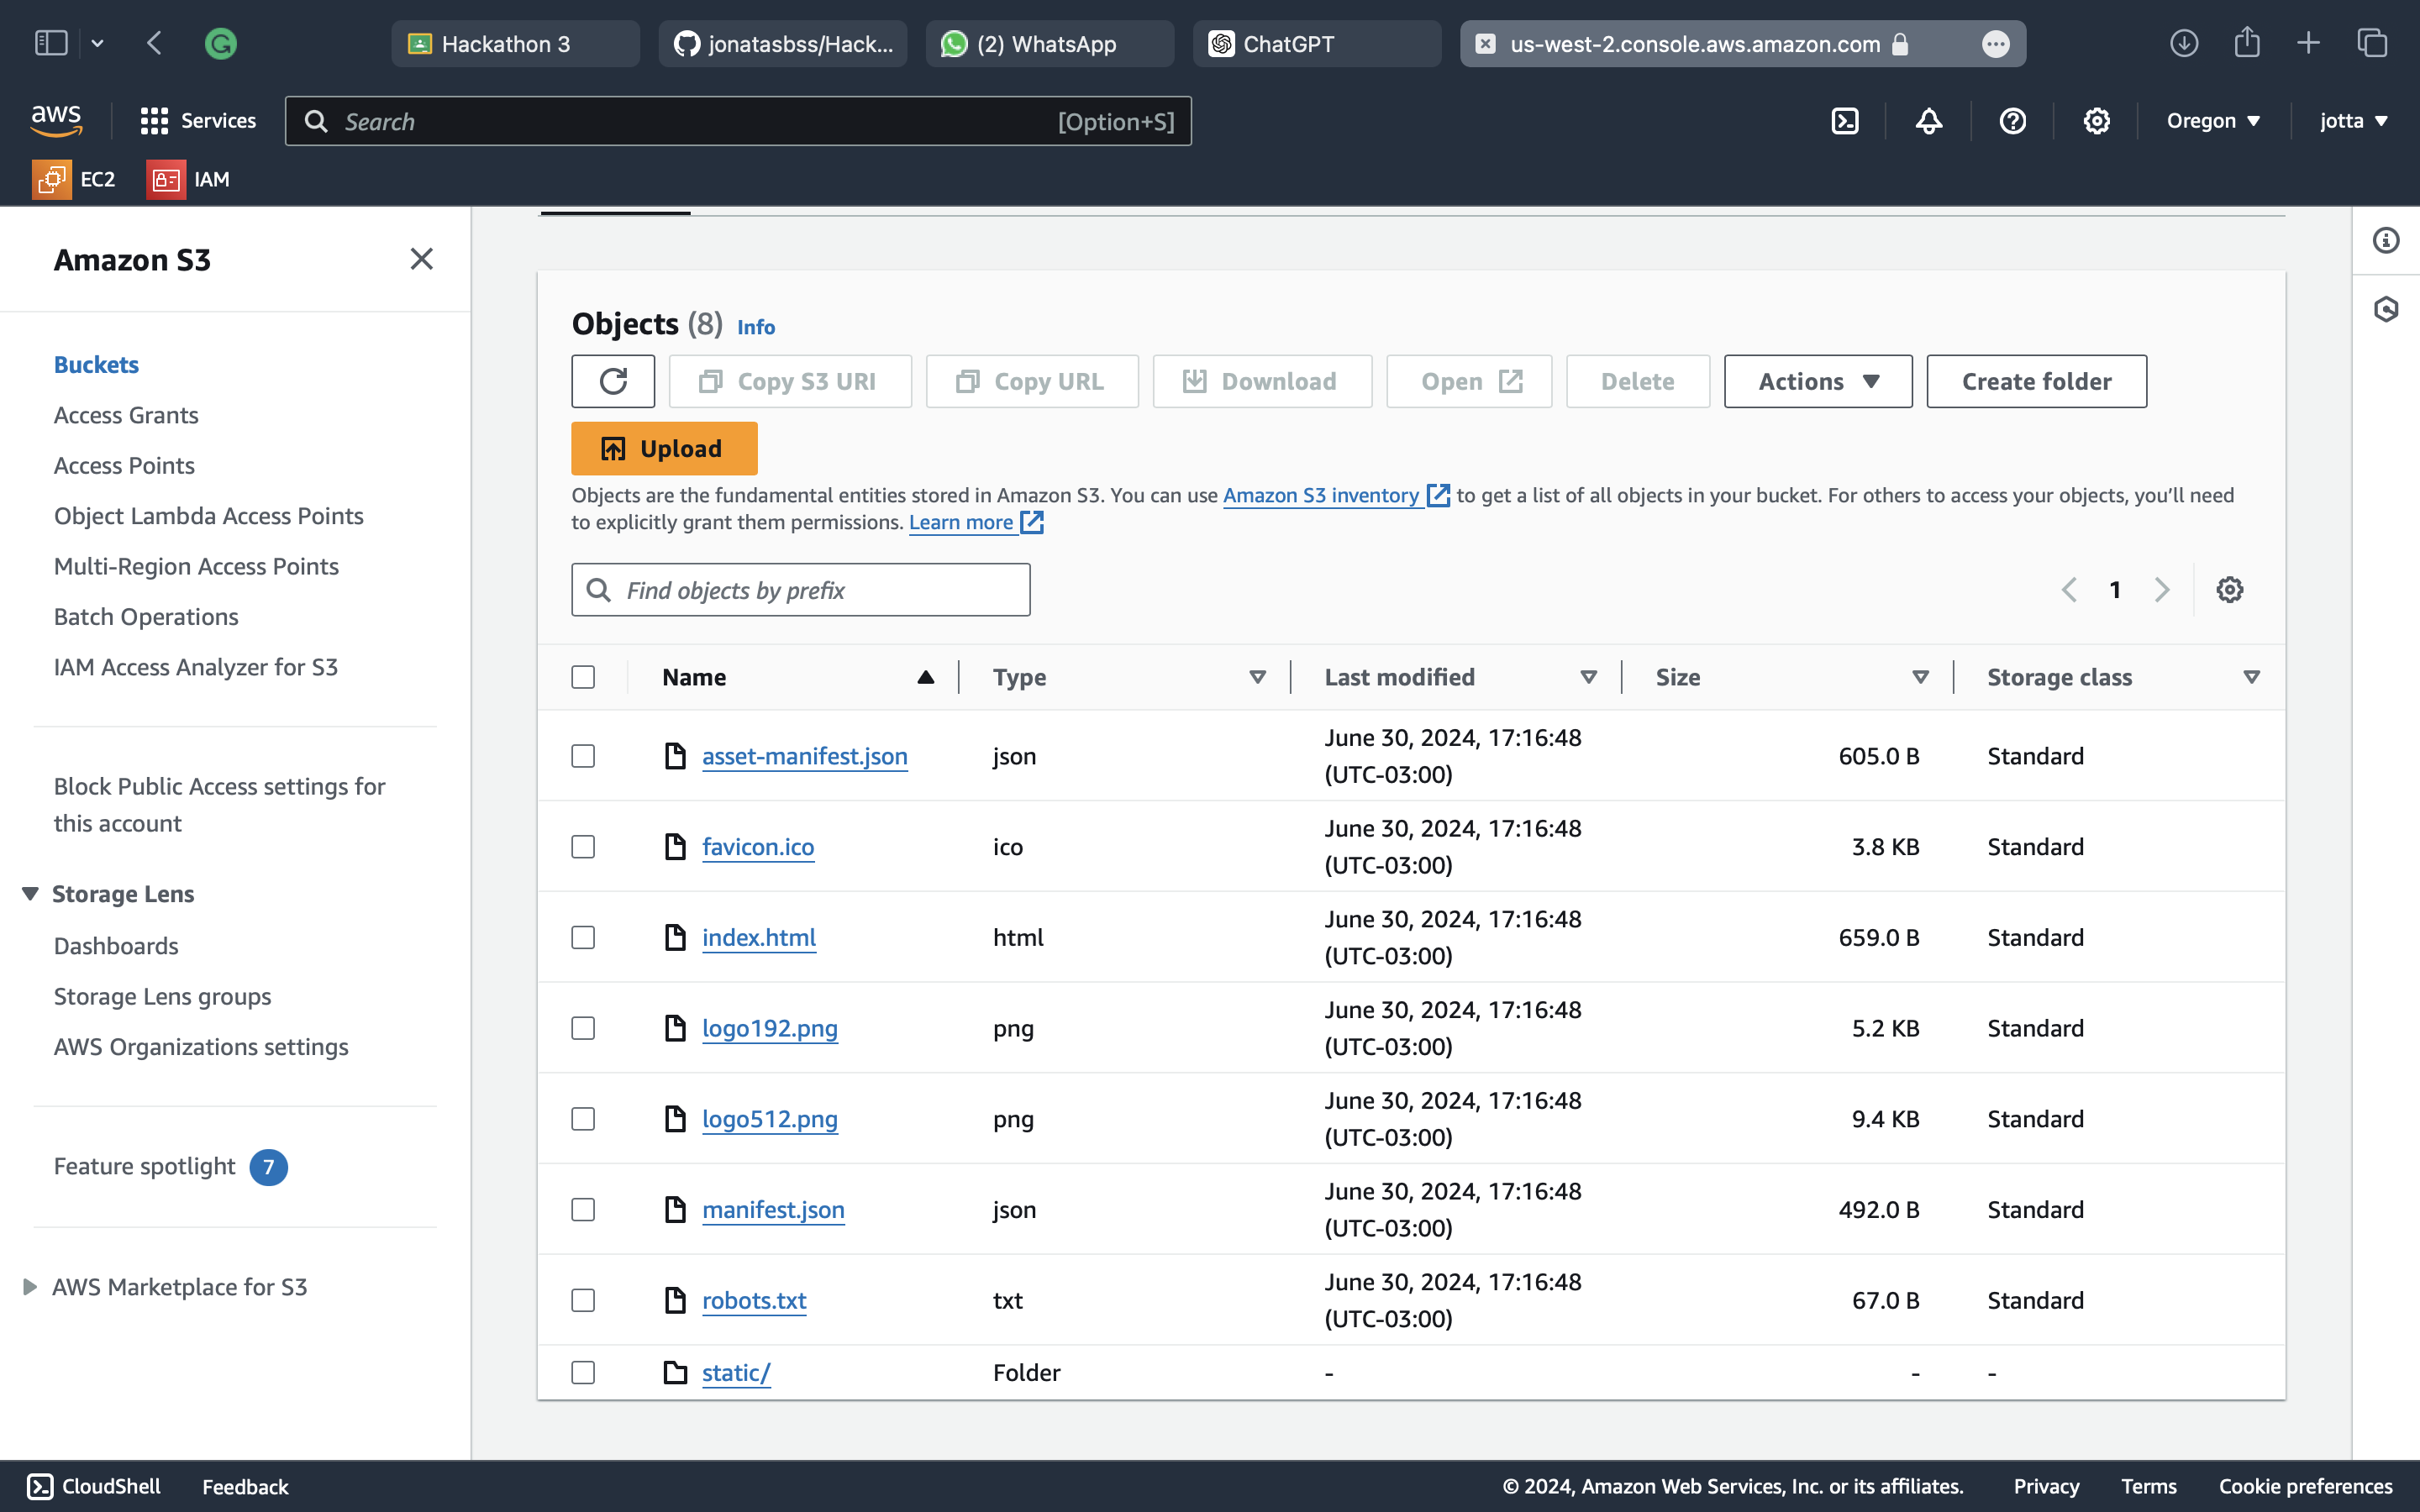 Hackathon 3
jonatasbss/Hack...
(2) WhatsApp
ChatGPT
us-west-2.console.aws.amazon.com
aws
Services
Search
[Option+S]
Oregon
jotta
EC2
IAM
Amazon S3
Buckets
Access Grants
Access Points
Object Lambda Access Points
Multi-Region Access Points
Batch Operations
IAM Access Analyzer for S3
Block Public Access settings for
this account
Storage Lens
Dashboards
Storage Lens groups
AWS Organizations settings
Feature spotlight 7
AWS Marketplace for S3
Objects (8) Info
Copy S3 URI
Copy URL
Download
Open
Delete
Actions
Create folder
Upload
Objects are the fundamental entities stored in Amazon S3. You can use Amazon S3 inventory to get a list of all objects in your bucket. For others to access your objects, you’ll need
to explicitly grant them permissions. Learn more
Find objects by prefix
1
Name Type Last modified Size Storage class
asset-manifest.json json June 30, 2024, 17:16:48 605.0 B Standard
(UTC-03:00)
favicon.ico ico June 30, 2024, 17:16:48 3.8 KB Standard
(UTC-03:00)
index.html html June 30, 2024, 17:16:48 659.0 B Standard
(UTC-03:00)
logo192.png png June 30, 2024, 17:16:48 5.2 KB Standard
(UTC-03:00)
logo512.png png June 30, 2024, 17:16:48 9.4 KB Standard
(UTC-03:00)
manifest.json json June 30, 2024, 17:16:48 492.0 B Standard
(UTC-03:00)
robots.txt txt June 30, 2024, 17:16:48 67.0 B Standard
(UTC-03:00)
static/ Folder - - -
CloudShell
Feedback
© 2024, Amazon Web Services, Inc. or its affiliates.
Privacy
Terms
Cookie preferences